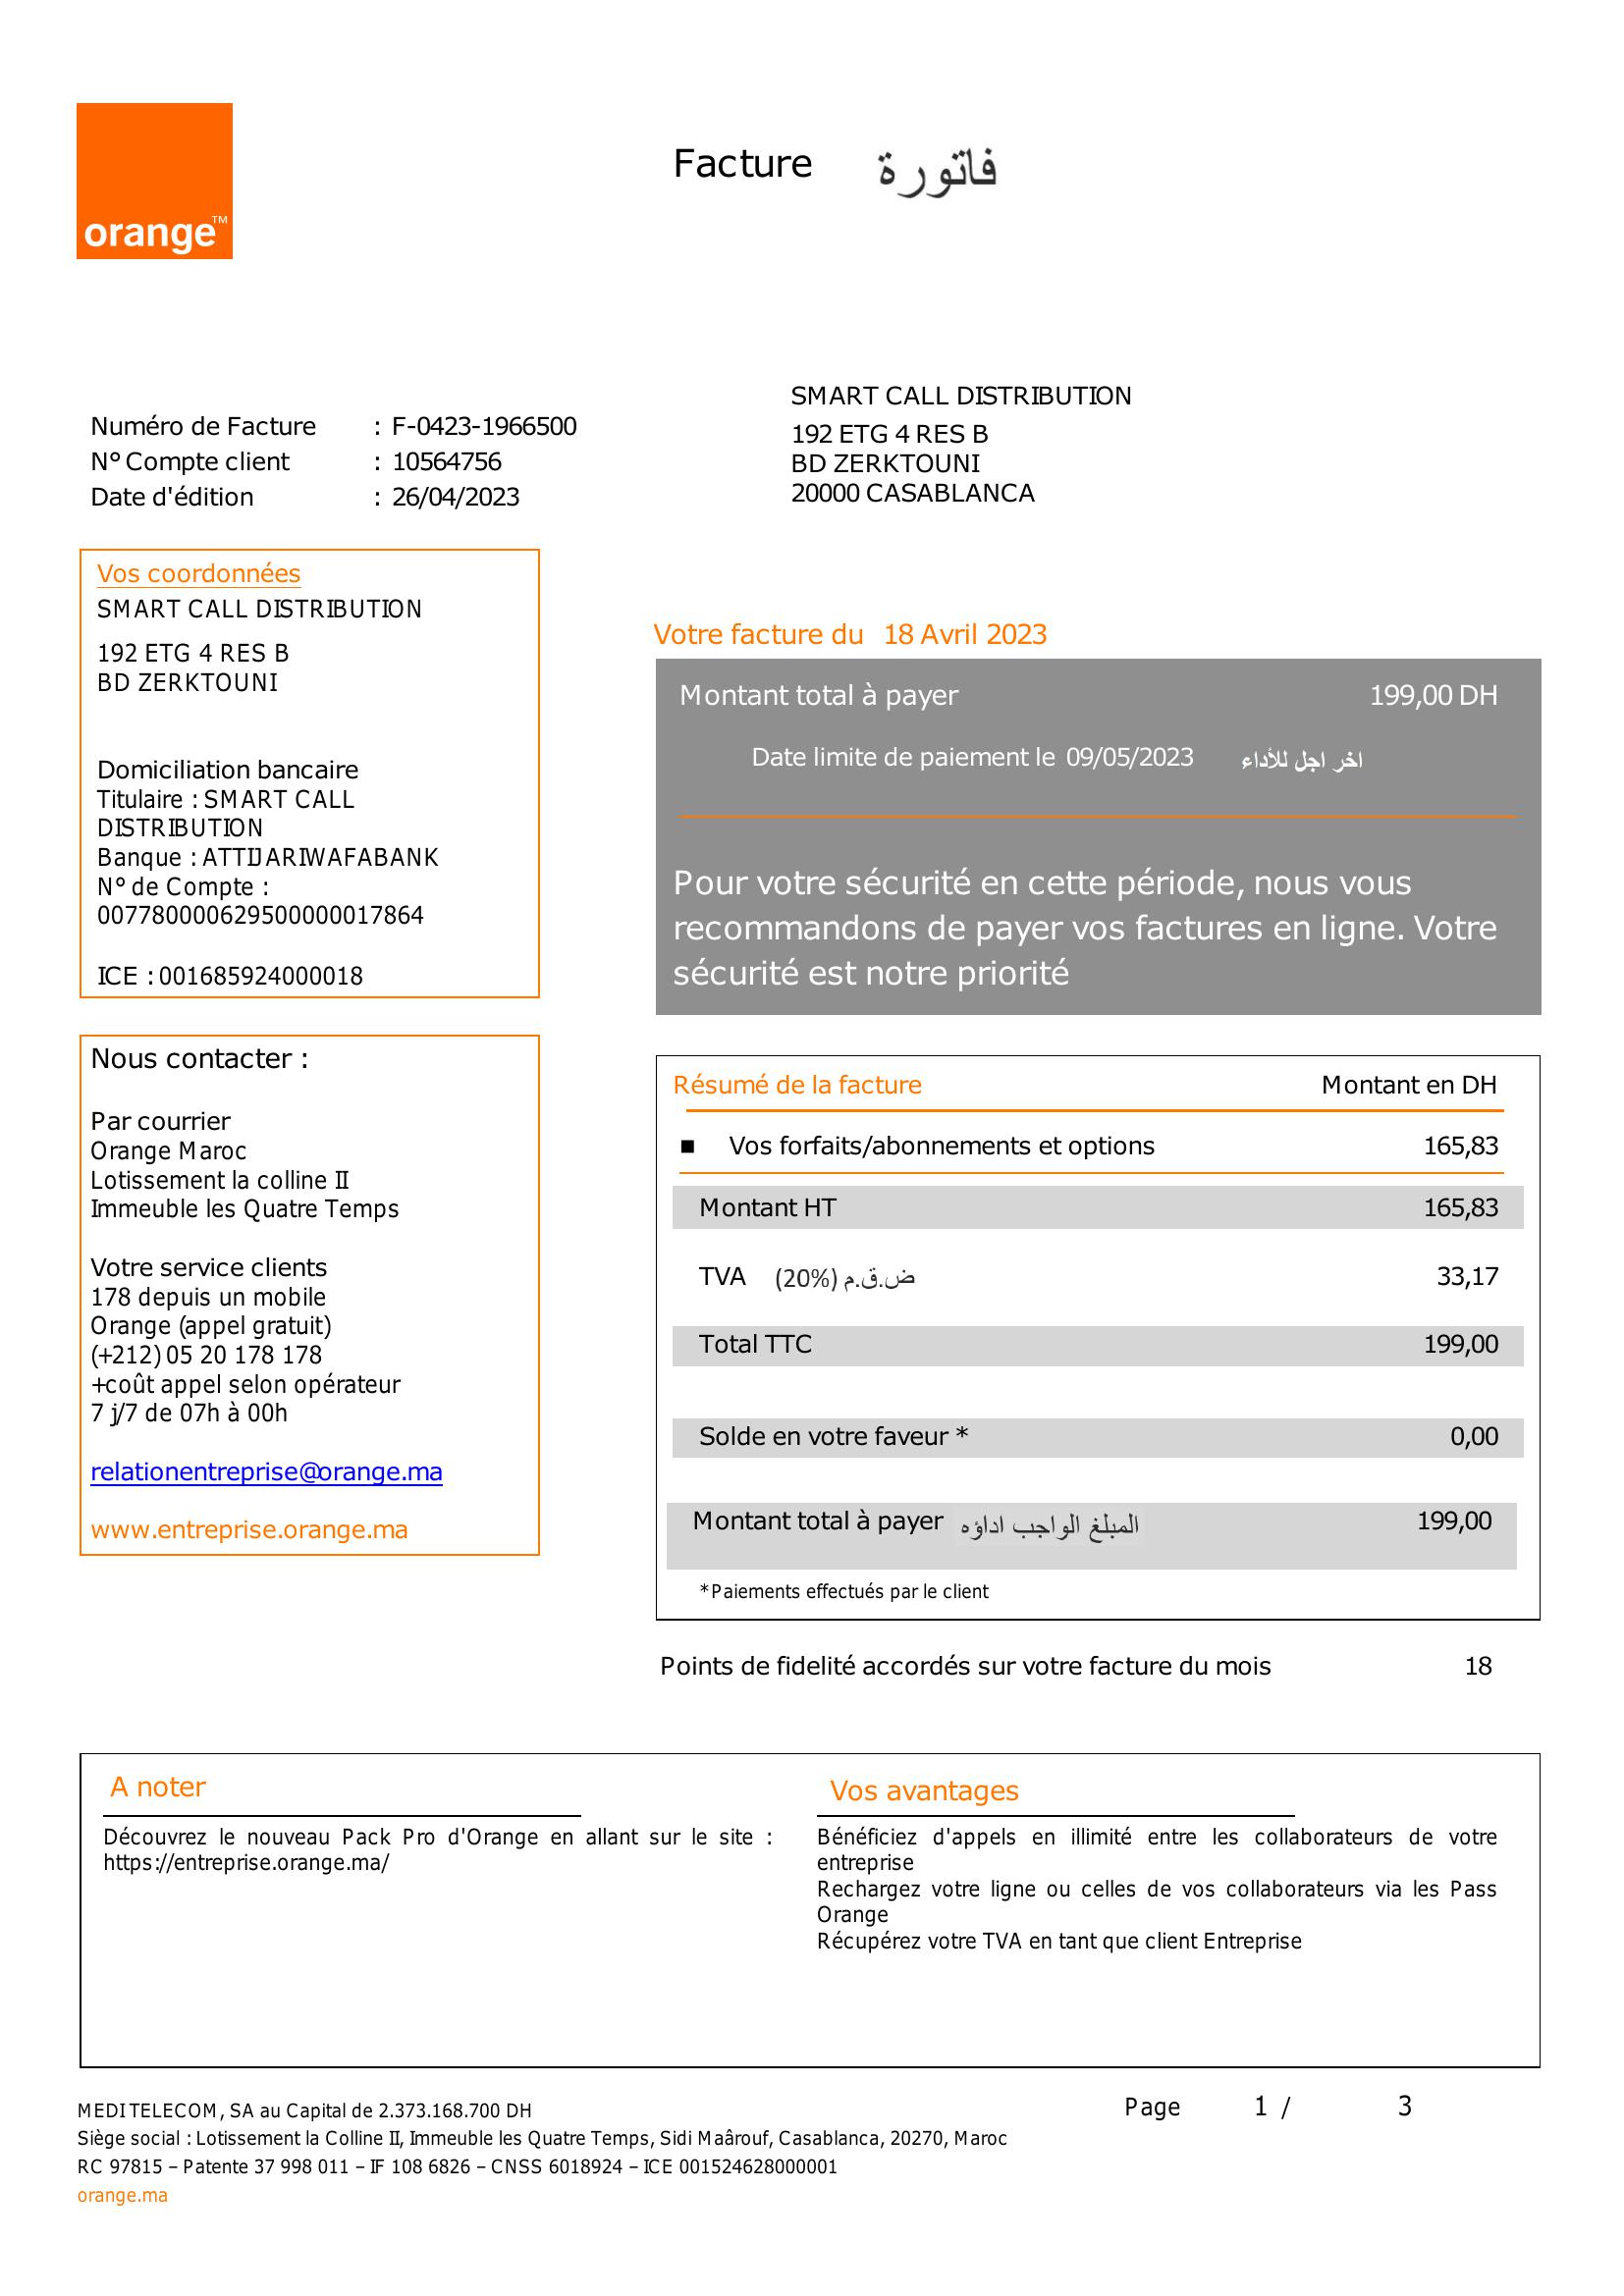 orange™
Facture فاتورة
SMART CALL DISTRIBUTION
192 ETG 4 RES B
BD ZERKTOUNI
20000 CASABLANCA
Numéro de Facture : F-0423-1966500
N° Compte client : 10564756
Date d'édition : 26/04/2023
Vos coordonnées
SMART CALL DISTRIBUTION
192 ETG 4 RES B
BD ZERKTOUNI
Domiciliation bancaire
Titulaire : SMART CALL
DISTRIBUTION
Banque : ATTIJARIWAFABANK
N° de Compte :
007780000629500000017864
ICE : 001685924000018
Votre facture du 18 Avril 2023
Montant total à payer 199,00 DH
Date limite de paiement le 09/05/2023 اخر اجل للأداء
Pour votre sécurité en cette période, nous vous
recommandons de payer vos factures en ligne. Votre
sécurité est notre priorité
Nous contacter :
Par courrier
Orange Maroc
Lotissement la colline II
Immeuble les Quatre Temps
Votre service clients
178 depuis un mobile
Orange (appel gratuit)
(+212) 05 20 178 178
+coût appel selon opérateur
7 j/7 de 07h à 00h
relationentreprise@orange.ma
www.entreprise.orange.ma
Résumé de la facture Montant en DH
■ Vos forfaits/abonnements et options 165,83
Montant HT 165,83
TVA (20%) ض.ق.م 33,17
Total TTC 199,00
Solde en votre faveur * 0,00
Montant total à payer المبلغ الواجب اداؤه 199,00
*Paiements effectués par le client
Points de fidelité accordés sur votre facture du mois 18
A noter
Découvrez le nouveau Pack Pro d'Orange en allant sur le site :
https://entreprise.orange.ma/
Vos avantages
Bénéficiez d'appels en illimité entre les collaborateurs de votre
entreprise
Rechargez votre ligne ou celles de vos collaborateurs via les Pass
Orange
Récupérez votre TVA en tant que client Entreprise
Page 1 / 3
MEDI TELECOM, SA au Capital de 2.373.168.700 DH
Siège social : Lotissement la Colline II, Immeuble les Quatre Temps, Sidi Maârouf, Casablanca, 20270, Maroc
RC 97815 – Patente 37 998 011 – IF 108 6826 – CNSS 6018924 – ICE 001524628000001
orange.ma